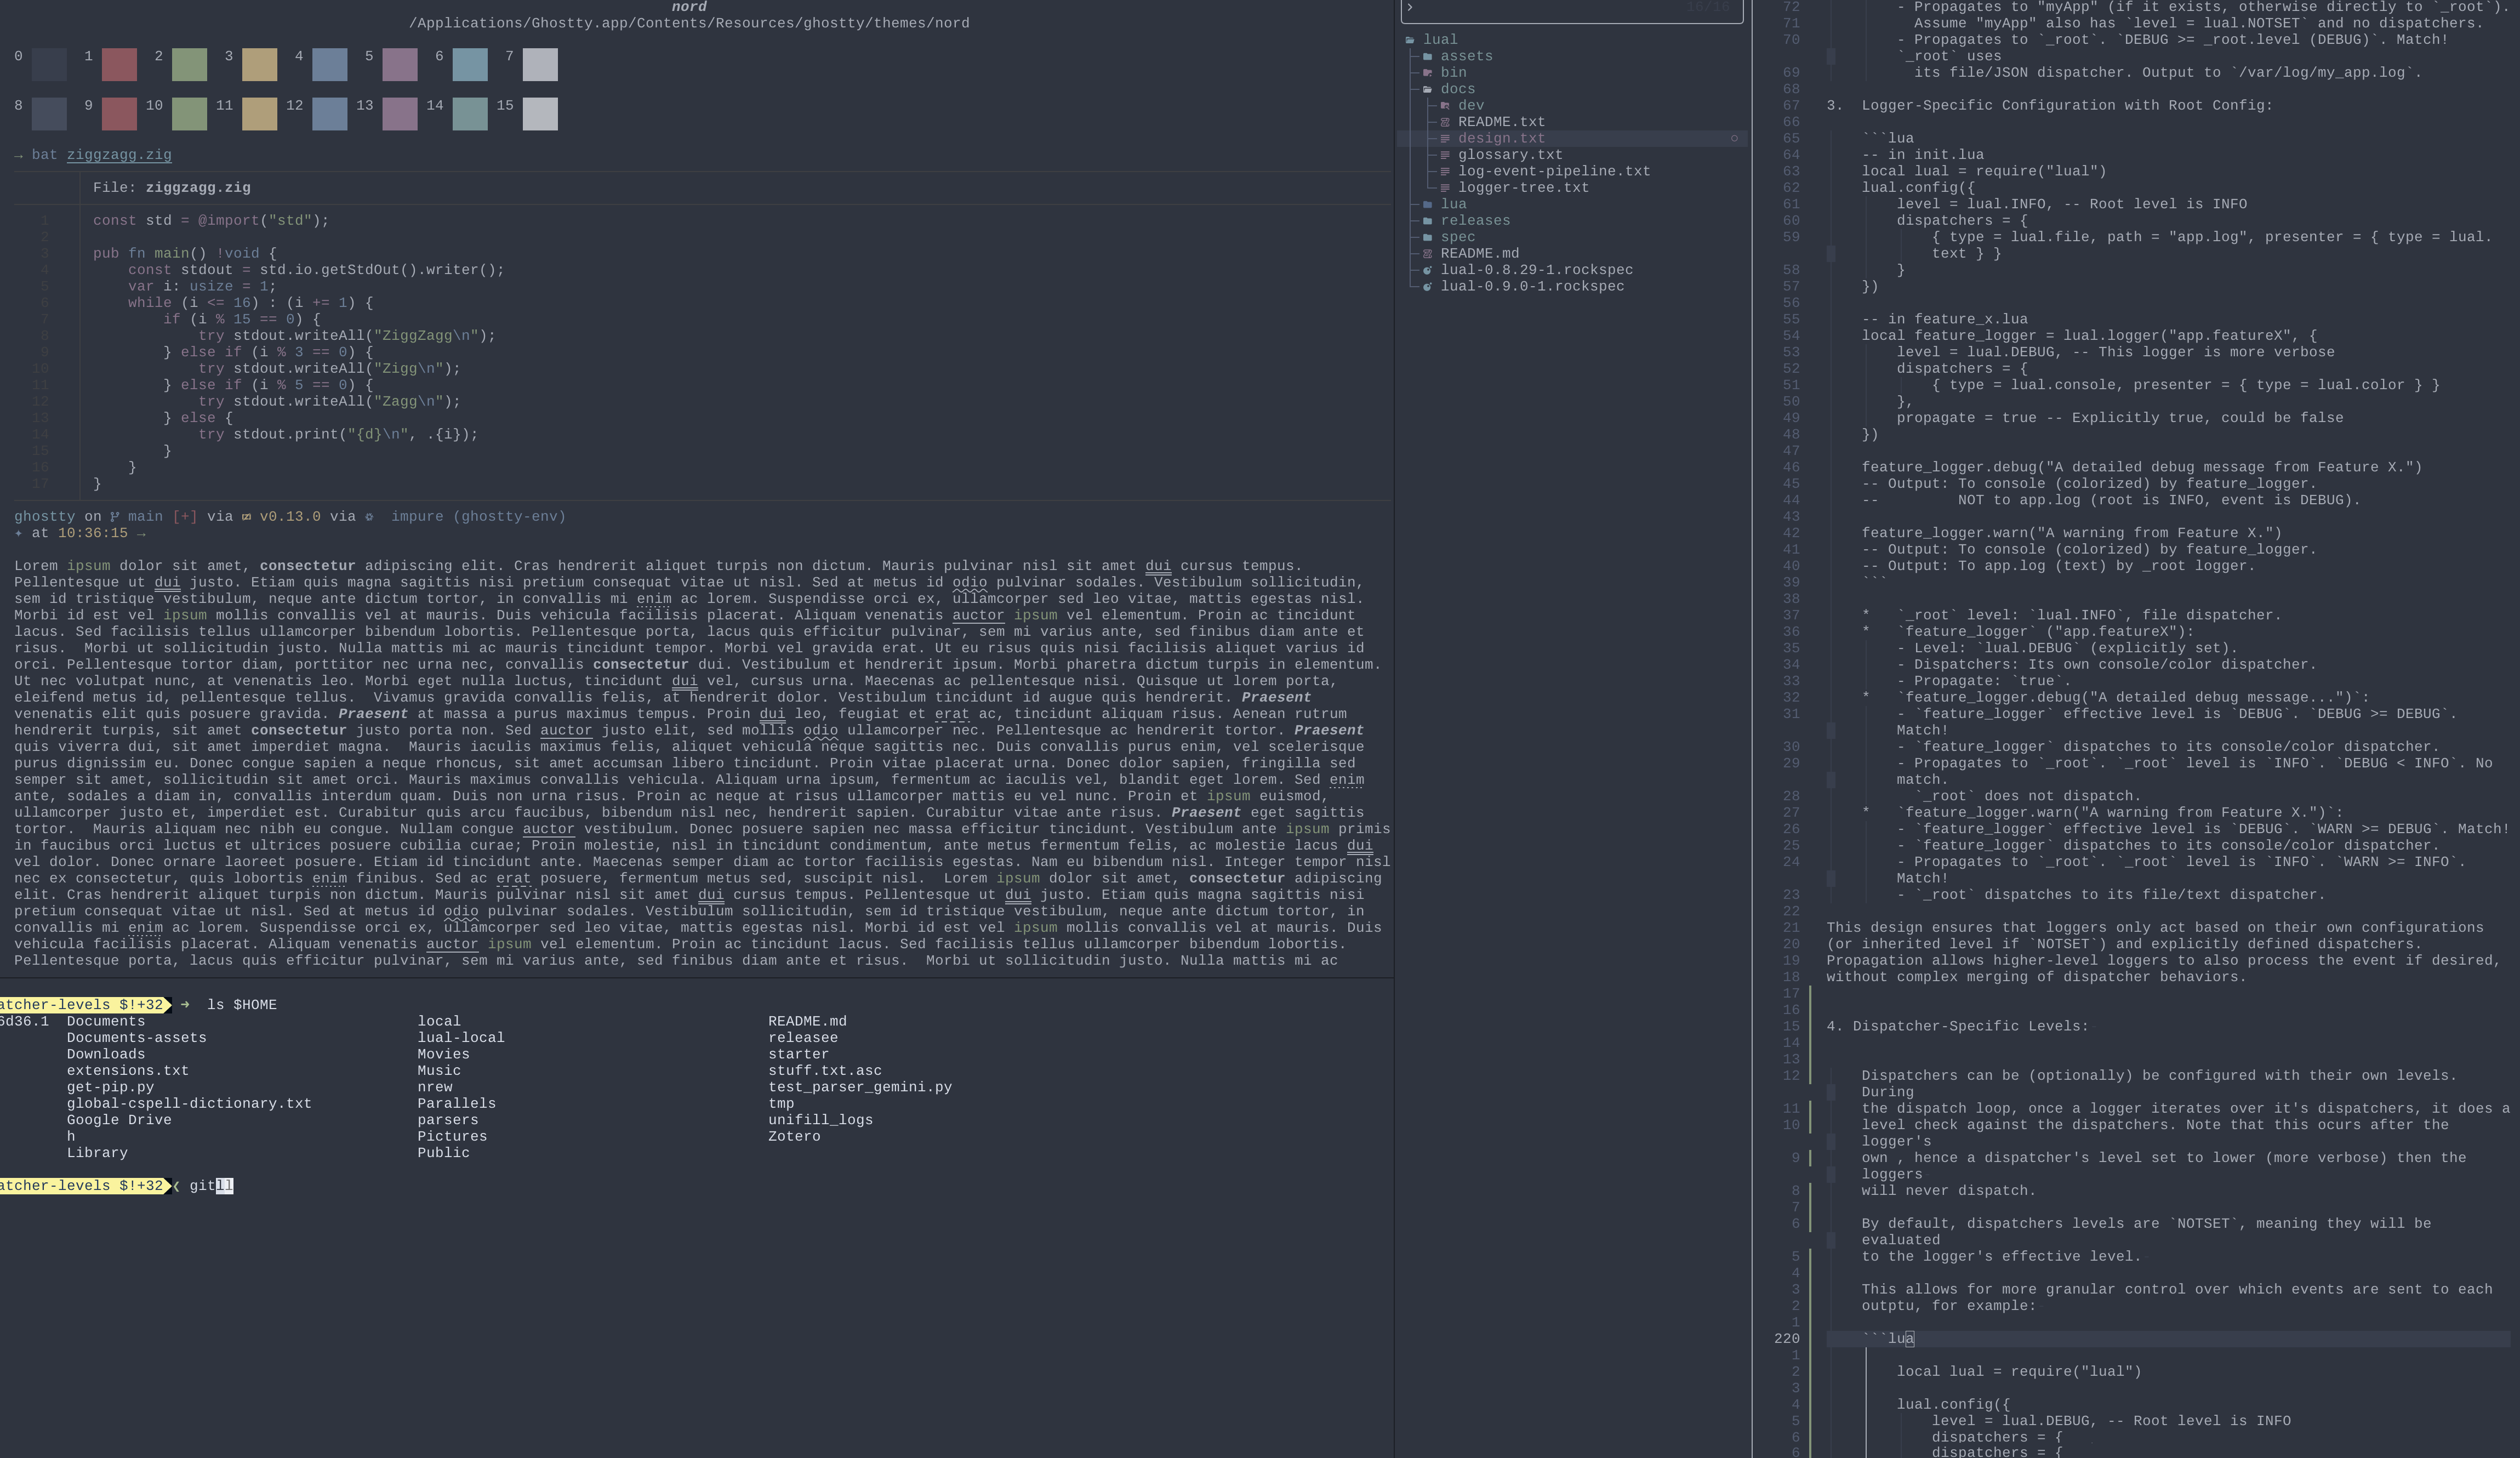 nord
/Applications/Ghostty.app/Contents/Resources/ghostty/themes/nord
0 1 2 3 4 5 6 7
8 9 10 11 12 13 14 15
→ bat ziggzagg.zig
File: ziggzagg.zig
1 const std = @import("std");
2
3 pub fn main() !void {
4     const stdout = std.io.getStdOut().writer();
5     var i: usize = 1;
6     while (i <= 16) : (i += 1) {
7         if (i % 15 == 0) {
8             try stdout.writeAll("ZiggZagg\n");
9         } else if (i % 3 == 0) {
10             try stdout.writeAll("Zigg\n");
11         } else if (i % 5 == 0) {
12             try stdout.writeAll("Zagg\n");
13         } else {
14             try stdout.print("{d}\n", .{i});
15         }
16     }
17 }
ghostty on main [+] via v0.13.0 via impure (ghostty-env)
✦ at 10:36:15 →
Lorem ipsum dolor sit amet, consectetur adipiscing elit. Cras hendrerit aliquet turpis non dictum. Mauris pulvinar nisl sit amet dui cursus tempus.
Pellentesque ut dui justo. Etiam quis magna sagittis nisi pretium consequat vitae ut nisl. Sed at metus id odio pulvinar sodales. Vestibulum sollicitudin,
sem id tristique vestibulum, neque ante dictum tortor, in convallis mi enim ac lorem. Suspendisse orci ex, ullamcorper sed leo vitae, mattis egestas nisl.
Morbi id est vel ipsum mollis convallis vel at mauris. Duis vehicula facilisis placerat. Aliquam venenatis auctor ipsum vel elementum. Proin ac tincidunt
lacus. Sed facilisis tellus ullamcorper bibendum lobortis. Pellentesque porta, lacus quis efficitur pulvinar, sem mi varius ante, sed finibus diam ante et
risus.  Morbi ut sollicitudin justo. Nulla mattis mi ac mauris tincidunt tempor. Morbi vel gravida erat. Ut eu risus quis nisi facilisis aliquet varius id
orci. Pellentesque tortor diam, porttitor nec urna nec, convallis consectetur dui. Vestibulum et hendrerit ipsum. Morbi pharetra dictum turpis in elementum.
Ut nec volutpat nunc, at venenatis leo. Morbi eget nulla luctus, tincidunt dui vel, cursus urna. Maecenas ac pellentesque nisi. Quisque ut lorem porta,
eleifend metus id, pellentesque tellus.  Vivamus gravida convallis felis, at hendrerit dolor. Vestibulum tincidunt id augue quis hendrerit. Praesent
venenatis elit quis posuere gravida. Praesent at massa a purus maximus tempus. Proin dui leo, feugiat et erat ac, tincidunt aliquam risus. Aenean rutrum
hendrerit turpis, sit amet consectetur justo porta non. Sed auctor justo elit, sed mollis odio ullamcorper nec. Pellentesque ac hendrerit tortor. Praesent
quis viverra dui, sit amet imperdiet magna.  Mauris iaculis maximus felis, aliquet vehicula neque sagittis nec. Duis convallis purus enim, vel scelerisque
purus dignissim eu. Donec congue sapien a neque rhoncus, sit amet accumsan libero tincidunt. Proin vitae placerat urna. Donec dolor sapien, fringilla sed
semper sit amet, sollicitudin sit amet orci. Mauris maximus convallis vehicula. Aliquam urna ipsum, fermentum ac iaculis vel, blandit eget lorem. Sed enim
ante, sodales a diam in, convallis interdum quam. Duis non urna risus. Proin ac neque at risus ullamcorper mattis eu vel nunc. Proin et ipsum euismod,
ullamcorper justo et, imperdiet est. Curabitur quis arcu faucibus, bibendum nisl nec, hendrerit sapien. Curabitur vitae ante risus. Praesent eget sagittis
tortor.  Mauris aliquam nec nibh eu congue. Nullam congue auctor vestibulum. Donec posuere sapien nec massa efficitur tincidunt. Vestibulum ante ipsum primis
in faucibus orci luctus et ultrices posuere cubilia curae; Proin molestie, nisl in tincidunt condimentum, ante metus fermentum felis, ac molestie lacus dui
vel dolor. Donec ornare laoreet posuere. Etiam id tincidunt ante. Maecenas semper diam ac tortor facilisis egestas. Nam eu bibendum nisl. Integer tempor nisl
nec ex consectetur, quis lobortis enim finibus. Sed ac erat posuere, fermentum metus sed, suscipit nisl.  Lorem ipsum dolor sit amet, consectetur adipiscing
elit. Cras hendrerit aliquet turpis non dictum. Mauris pulvinar nisl sit amet dui cursus tempus. Pellentesque ut dui justo. Etiam quis magna sagittis nisi
pretium consequat vitae ut nisl. Sed at metus id odio pulvinar sodales. Vestibulum sollicitudin, sem id tristique vestibulum, neque ante dictum tortor, in
convallis mi enim ac lorem. Suspendisse orci ex, ullamcorper sed leo vitae, mattis egestas nisl. Morbi id est vel ipsum mollis convallis vel at mauris. Duis
vehicula facilisis placerat. Aliquam venenatis auctor ipsum vel elementum. Proin ac tincidunt lacus. Sed facilisis tellus ullamcorper bibendum lobortis.
Pellentesque porta, lacus quis efficitur pulvinar, sem mi varius ante, sed finibus diam ante et risus.  Morbi ut sollicitudin justo. Nulla mattis mi ac
atcher-levels $!+32 ➜ ls $HOME
6d36.1 Documents local README.md
Documents-assets lual-local releasee
Downloads Movies starter
extensions.txt Music stuff.txt.asc
get-pip.py nrew test_parser_gemini.py
global-cspell-dictionary.txt Parallels tmp
Google Drive parsers unifill_logs
h Pictures Zotero
Library Public
atcher-levels $!+32 ❮ gitll
> 16/16
lual
assets
bin
docs
dev
README.txt
design.txt
glossary.txt
log-event-pipeline.txt
logger-tree.txt
lua
releases
spec
README.md
lual-0.8.29-1.rockspec
lual-0.9.0-1.rockspec
72 - Propagates to "myApp" (if it exists, otherwise directly to `_root`).
71 Assume "myApp" also has `level = lual.NOTSET` and no dispatchers.
70 - Propagates to `_root`. `DEBUG >= _root.level (DEBUG)`. Match!
`_root` uses
69 its file/JSON dispatcher. Output to `/var/log/my_app.log`.
68
67 3.  Logger-Specific Configuration with Root Config:
66
65 ```lua
64 -- in init.lua
63 local lual = require("lual")
62 lual.config({
61     level = lual.INFO, -- Root level is INFO
60     dispatchers = {
59         { type = lual.file, path = "app.log", presenter = { type = lual.
text } }
58     }
57 })
56
55 -- in feature_x.lua
54 local feature_logger = lual.logger("app.featureX", {
53     level = lual.DEBUG, -- This logger is more verbose
52     dispatchers = {
51         { type = lual.console, presenter = { type = lual.color } }
50     },
49     propagate = true -- Explicitly true, could be false
48 })
47
46 feature_logger.debug("A detailed debug message from Feature X.")
45 -- Output: To console (colorized) by feature_logger.
44 --         NOT to app.log (root is INFO, event is DEBUG).
43
42 feature_logger.warn("A warning from Feature X.")
41 -- Output: To console (colorized) by feature_logger.
40 -- Output: To app.log (text) by _root logger.
39 ```
38
37 *   `_root` level: `lual.INFO`, file dispatcher.
36 *   `feature_logger` ("app.featureX"):
35 - Level: `lual.DEBUG` (explicitly set).
34 - Dispatchers: Its own console/color dispatcher.
33 - Propagate: `true`.
32 *   `feature_logger.debug("A detailed debug message...")`:
31 - `feature_logger` effective level is `DEBUG`. `DEBUG >= DEBUG`.
Match!
30 - `feature_logger` dispatches to its console/color dispatcher.
29 - Propagates to `_root`. `_root` level is `INFO`. `DEBUG < INFO`. No
match.
28 `_root` does not dispatch.
27 *   `feature_logger.warn("A warning from Feature X.")`:
26 - `feature_logger` effective level is `DEBUG`. `WARN >= DEBUG`. Match!
25 - `feature_logger` dispatches to its console/color dispatcher.
24 - Propagates to `_root`. `_root` level is `INFO`. `WARN >= INFO`.
Match!
23 - `_root` dispatches to its file/text dispatcher.
22
21 This design ensures that loggers only act based on their own configurations
20 (or inherited level if `NOTSET`) and explicitly defined dispatchers.
19 Propagation allows higher-level loggers to also process the event if desired,
18 without complex merging of dispatcher behaviors.
17
16
15 4. Dispatcher-Specific Levels:
14
13
12 Dispatchers can be (optionally) be configured with their own levels.
During
11 the dispatch loop, once a logger iterates over it's dispatchers, it does a
10 level check against the dispatchers. Note that this ocurs after the
logger's
9 own , hence a dispatcher's level set to lower (more verbose) then the
loggers
8 will never dispatch.
7
6 By default, dispatchers levels are `NOTSET`, meaning they will be
evaluated
5 to the logger's effective level.
4
3 This allows for more granular control over which events are sent to each
2 outptu, for example:
1
220 ```lua
1
2 local lual = require("lual")
3
4 lual.config({
5     level = lual.DEBUG, -- Root level is INFO
6     dispatchers = {
6     dispatchers = {